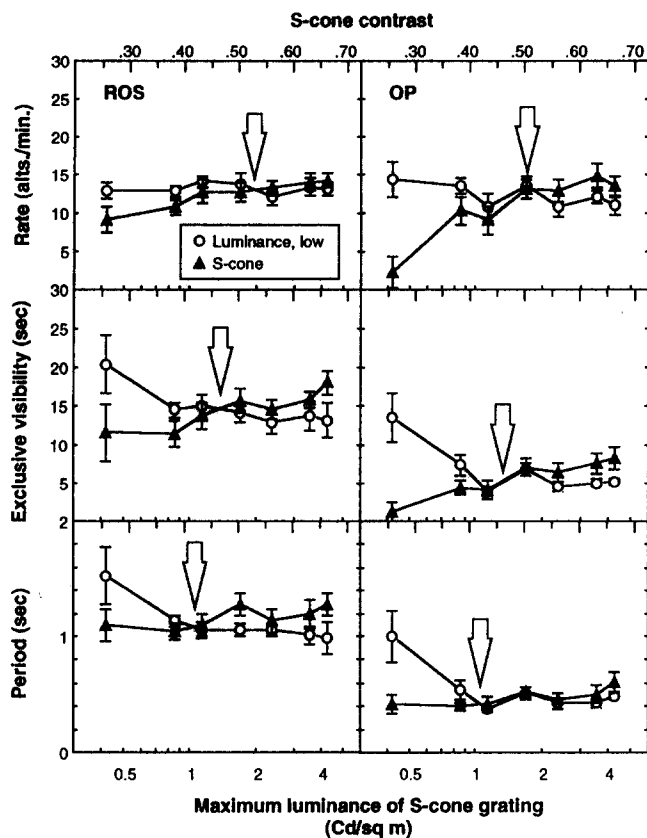 S-cone contrast
.30 .40 .50 .60 .70 .30 .40 .50 .60 .70
ROS OP
Rate (alts./min.)
30
25
20
15
10
5
Luminance, low
S-cone
Exclusive visibility (sec)
30
25
20
15
10
5
Period (sec)
2
1
0
0.5 1 2 4 0.5 1 2 4
Maximum luminance of S-cone grating
(Cd/sq m)